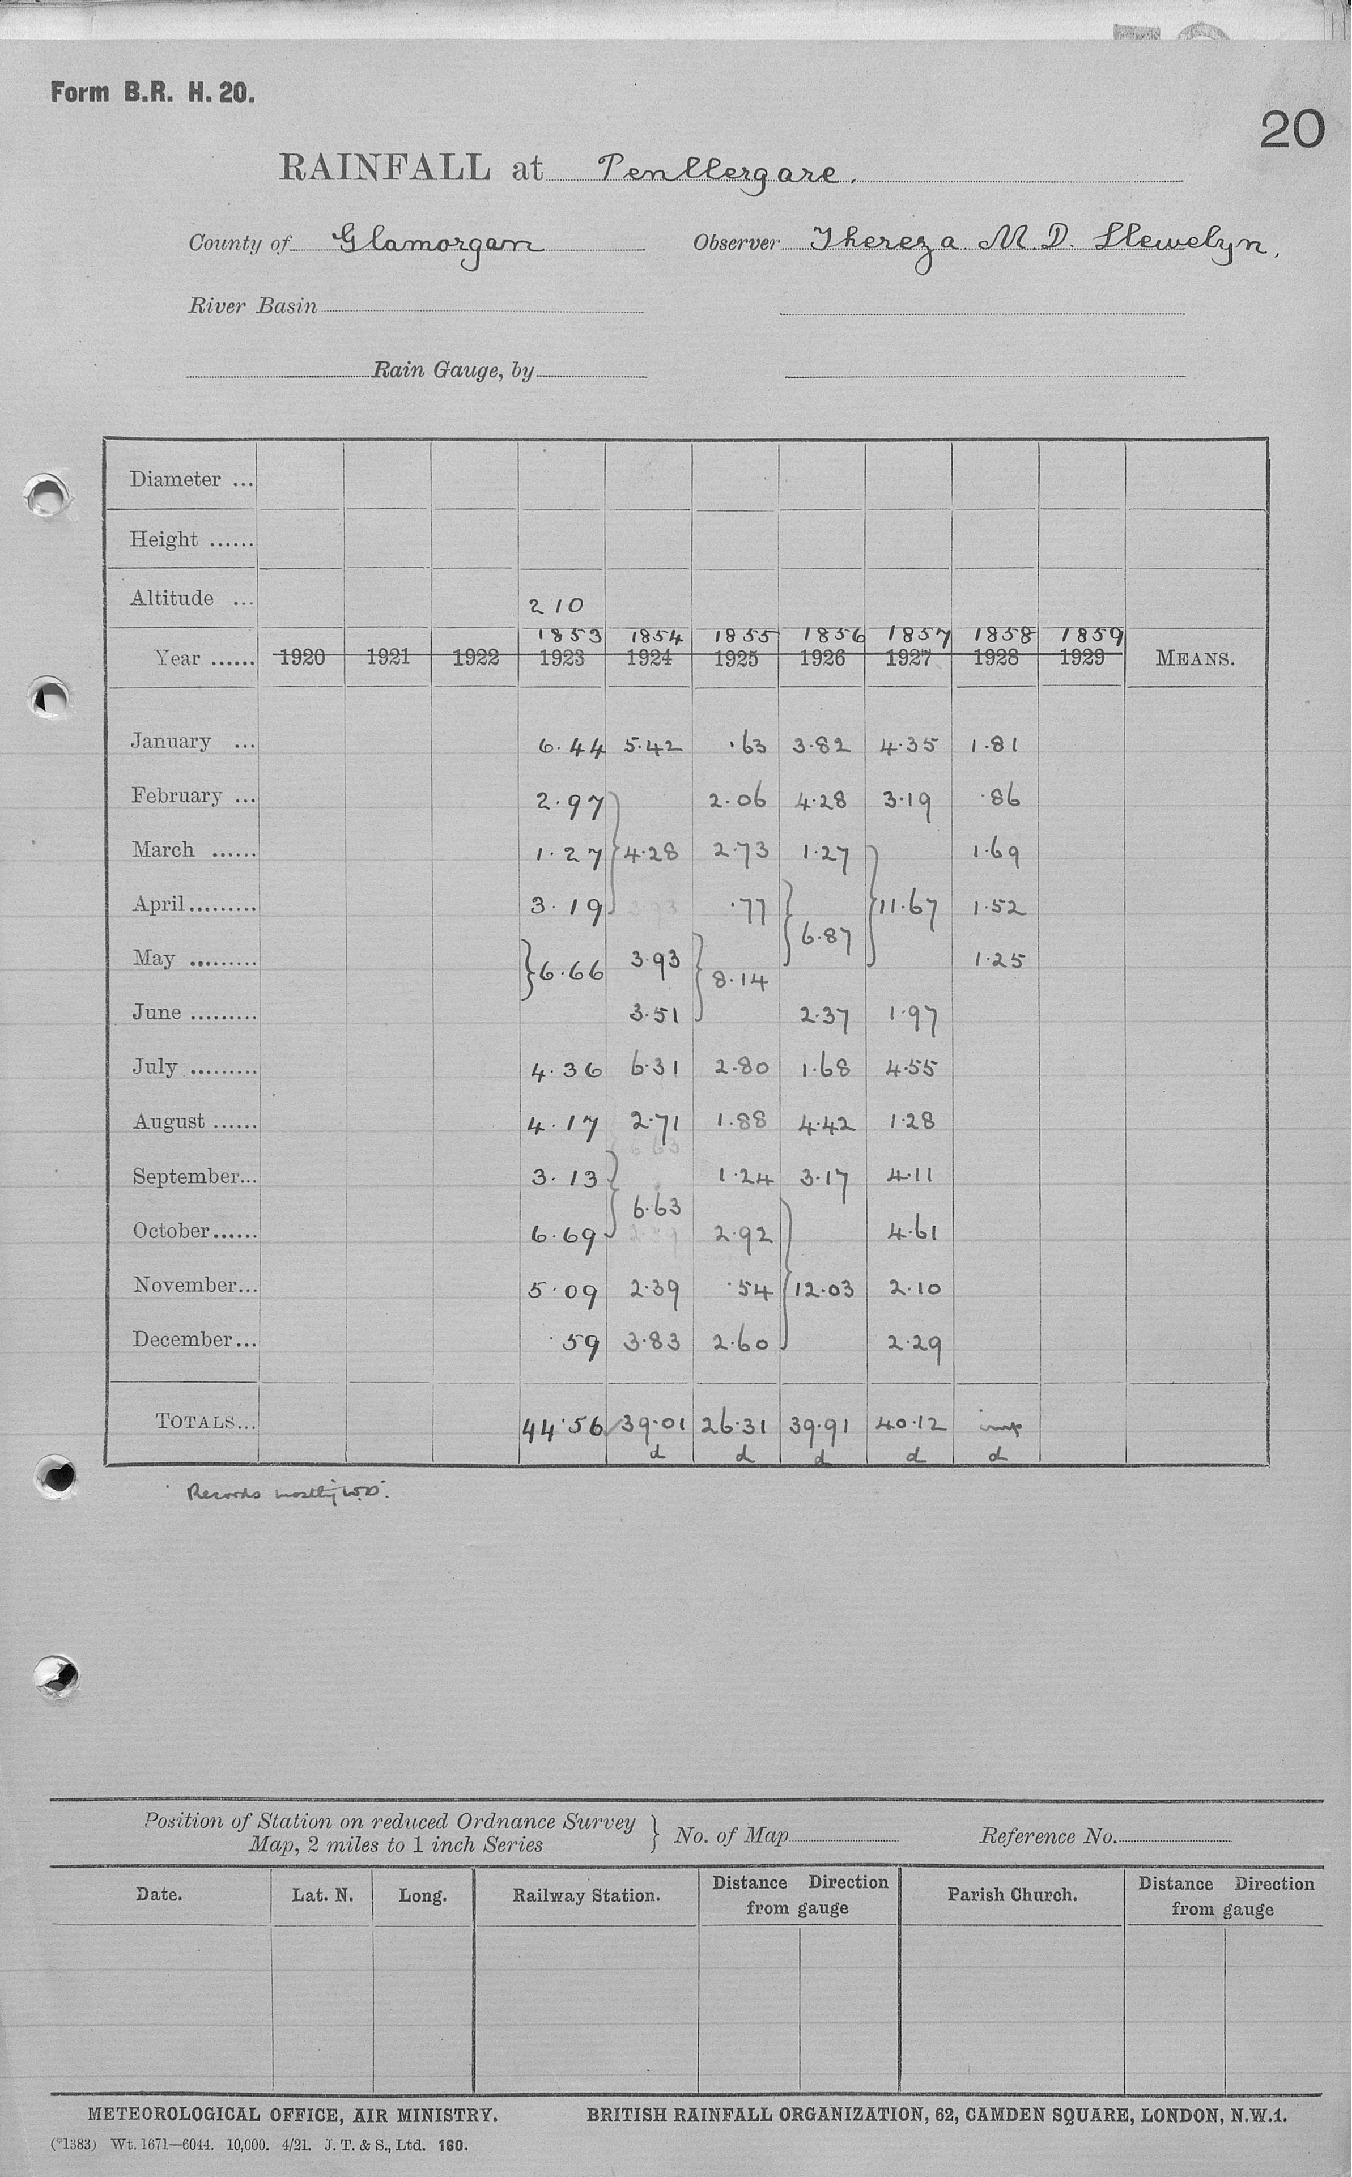 Form B.R. H. 20.
20
RAINFALL at Penllergare.
County of Glamorgan Observer Thereza M. D. Llewelyn.
River Basin
Rain Gauge, by
Diameter ...
Height ......
Altitude ... 210
1853 1854 1855 1856 1857 1858 1859
Year ...... 1920 1921 1922 1923 1924 1925 1926 1927 1928 1929 MEANS.
January ... 6.44 5.42 .63 3.82 4.35 1.81
February ... 2.97 2.06 4.28 3.19 .86
March ...... 1.27 4.28 2.73 1.27 1.69
April......... 3.19 .77 11.67 1.52
6.87
May ......... 3.93 1.25
6.66 8.14
June ......... 3.51 2.37 1.97
July ......... 4.36 6.31 2.80 1.68 4.55
August ...... 4.17 2.71 1.88 4.42 1.28
September... 3.13 1.24 3.17 4.11
6.63
October...... 6.69 2.92 4.61
November... 5.09 2.39 .54 12.03 2.10
December... .59 3.83 2.60 2.29
TOTALS... 44.56 39.01 26.31 39.91 40.12 imp
d d d d d
Records mostly W.D.
Position of Station on reduced Ordnance Survey
Map, 2 miles to 1 inch Series } No. of Map Reference No.
Date. Lat. N. Long. Railway Station. Distance Direction from gauge Parish Church. Distance Direction from gauge
METEOROLOGICAL OFFICE, AIR MINISTRY. BRITISH RAINFALL ORGANIZATION, 62, CAMDEN SQUARE, LONDON, N.W.1.
(*1383) Wt. 1671—6044. 10,000. 4/21. J. T. & S., Ltd. 160.